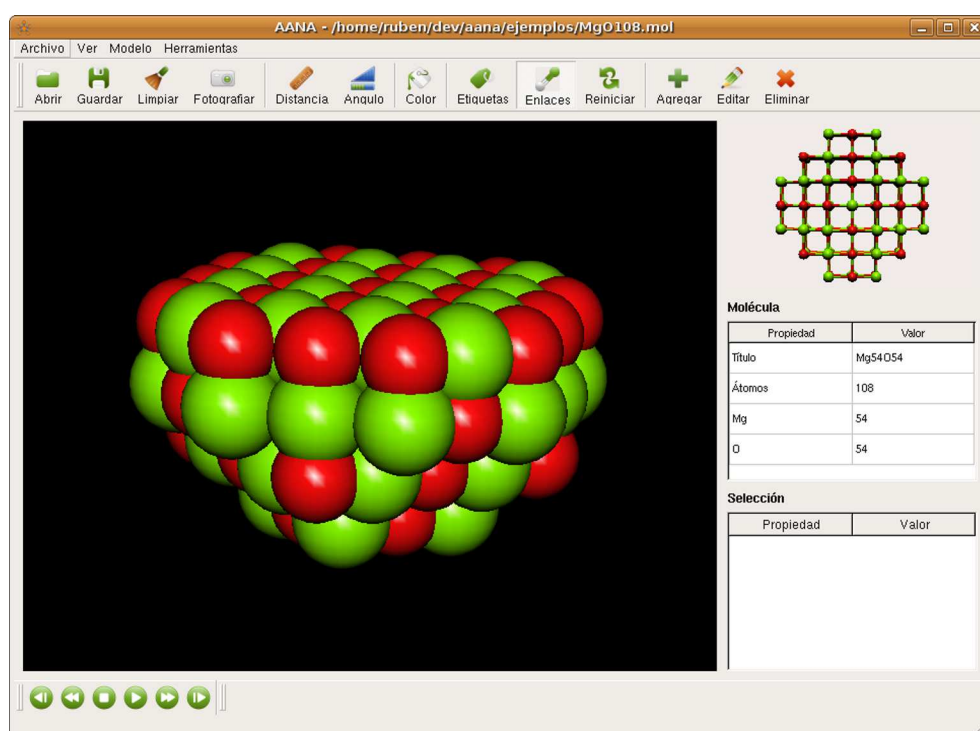 AANA - /home/ruben/dev/aana/ejemplos/MgO108.mol
Archivo Ver Modelo Herramientas
Abrir Guardar Limpiar Fotografiar Distancia Angulo Color Etiquetas Enlaces Reiniciar Agregar Editar Eliminar
Molécula
Propiedad Valor
Título Mg54O54
Átomos 108
Mg 54
O 54
Selección
Propiedad Valor